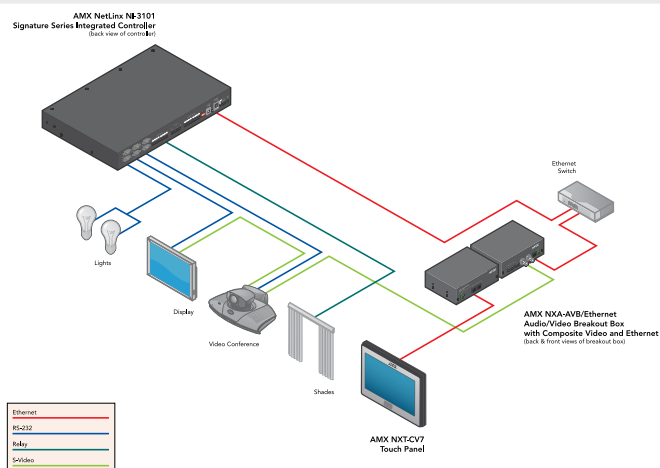 AMX NetLinx NI-3101
Signature Series Integrated Controller
(back view of controller)
Ethernet
Switch
Lights
Display
Video Conference
Shades
AMX NXA-AVB/Ethernet
Audio/Video Breakout Box
with Composite Video and Ethernet
(back & front views of breakout box)
AMX NXT-CV7
Touch Panel
Ethernet
RS-232
Relay
S-Video